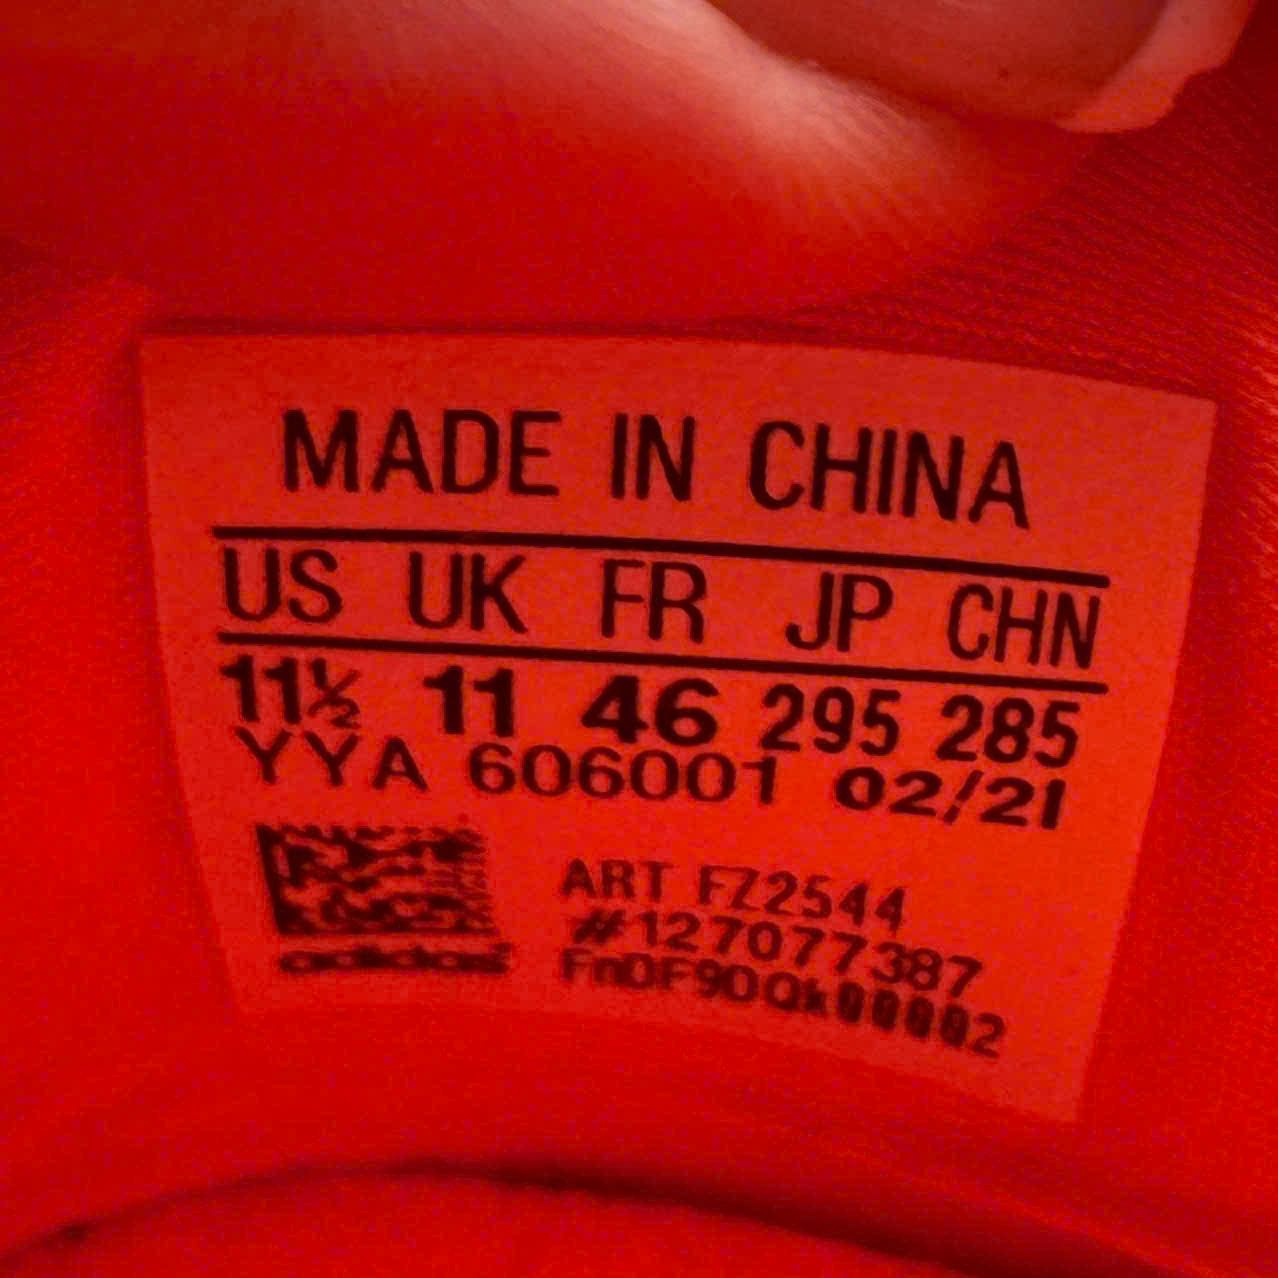 MADE IN CHINA
US UK FR JP CHN
11½ 11 46 295 285
YYA 606001 02/21
ART FZ2544
#127077387
adidas